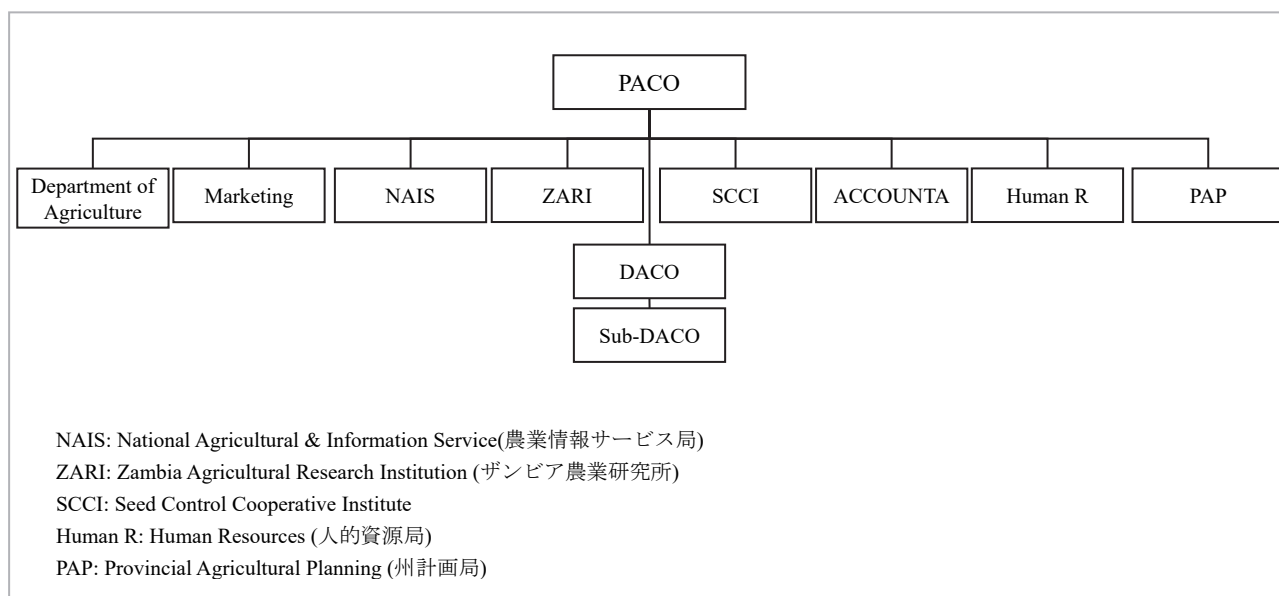 PACO
Department of
Agriculture
Marketing
NAIS
ZARI
SCCI
ACCOUNTA
Human R
PAP
DACO
Sub-DACO
NAIS: National Agricultural & Information Service(農業情報サービス局)
ZARI: Zambia Agricultural Research Institution (ザンビア農業研究所)
SCCI: Seed Control Cooperative Institute
Human R: Human Resources (人的資源局)
PAP: Provincial Agricultural Planning (州計画局)